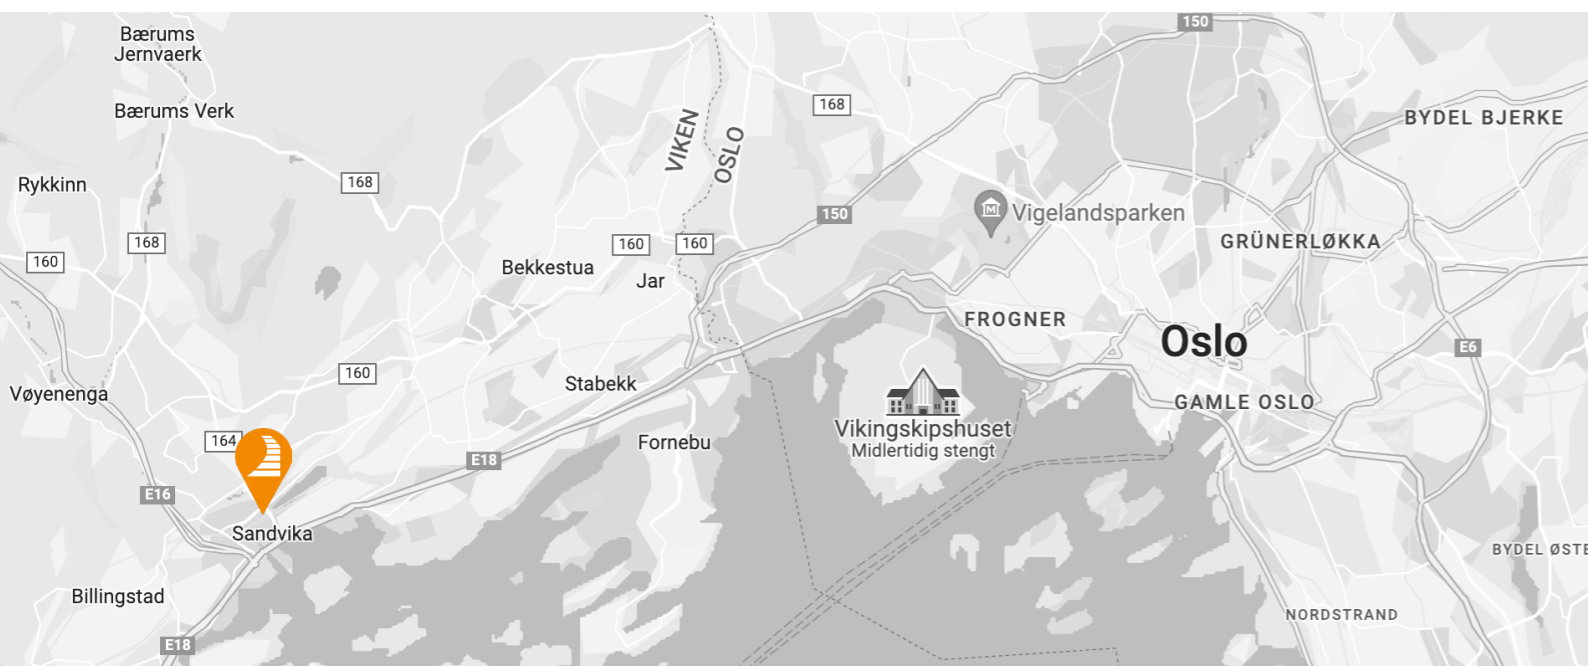 150
Bærums
Jernvaerk
168
Bærums Verk
BYDEL BJERKE
VIKEN
OSLO
Rykkinn
168
150
Vigelandsparken
168
160
160
160
GRÜNERLØKKA
Bekkestua
Jar
FROGNER
Oslo
E6
160
Stabekk
Vøyenenga
GAMLE OSLO
Vikingskipshuset
Midlertidig stengt
164
Fornebu
E18
E16
Sandvika
BYDEL ØSTE
Billingstad
NORDSTRAND
E18